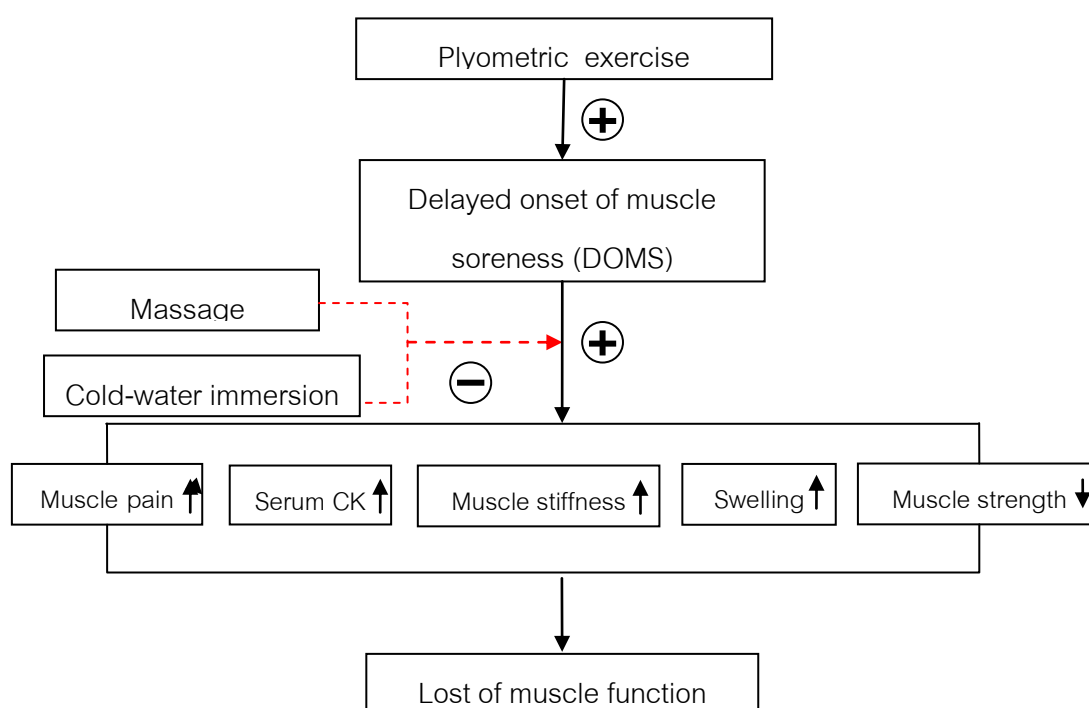 Plyometric exercise
Delayed onset of muscle
soreness (DOMS)
Massage
Cold-water immersion
Muscle pain
Serum CK
Muscle stiffness
Swelling
Muscle strength
Lost of muscle function